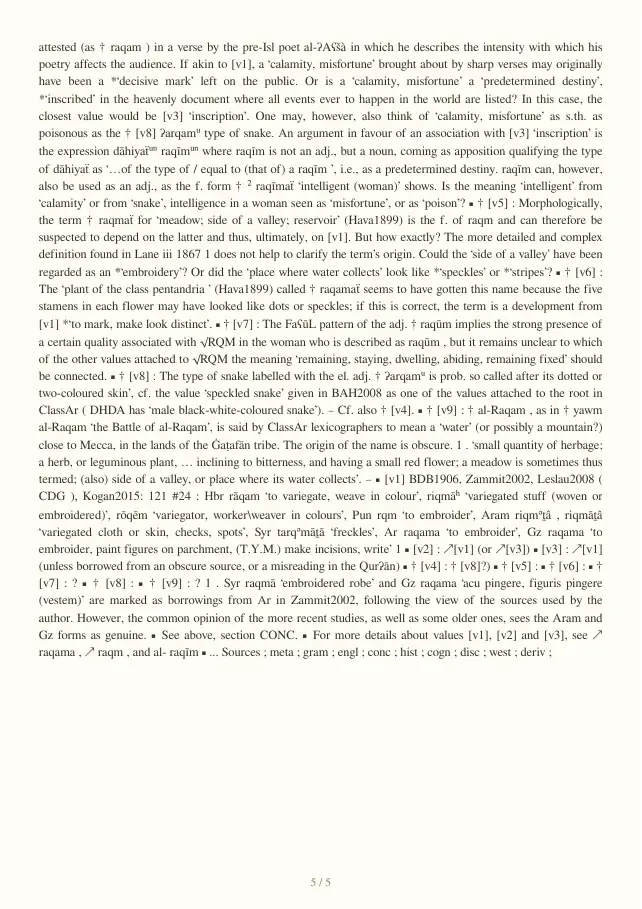 attested (as † raqam ) in a verse by the pre-Isl poet al-ʔAʕšà in which he describes the intensity with which his
poetry affects the audience. If akin to [v1], a ‘calamity, misfortune’ brought about by sharp verses may originally
have been a *‘decisive mark’ left on the public. Or is a ‘calamity, misfortune’ a ‘predetermined destiny’,
*‘inscribed’ in the heavenly document where all events ever to happen in the world are listed? In this case, the
closest value would be [v3] ‘inscription’. One may, however, also think of ‘calamity, misfortune’ as s.th. as
poisonous as the † [v8] ʔarqamᵘ type of snake. An argument in favour of an association with [v3] ‘inscription’ is
the expression dāhiyaẗᵘⁿ raqīmᵘⁿ where raqīm is not an adj., but a noun, coming as apposition qualifying the type
of dāhiyaẗ as ‘…of the type of / equal to (that of) a raqīm ’, i.e., as a predetermined destiny. raqīm can, however,
also be used as an adj., as the f. form † ² raqīmaẗ ‘intelligent (woman)’ shows. Is the meaning ‘intelligent’ from
‘calamity’ or from ‘snake’, intelligence in a woman seen as ‘misfortune’, or as ‘poison’? ▪ † [v5] : Morphologically,
the term † raqmaẗ for ‘meadow; side of a valley; reservoir’ (Hava1899) is the f. of raqm and can therefore be
suspected to depend on the latter and thus, ultimately, on [v1]. But how exactly? The more detailed and complex
definition found in Lane iii 1867 1 does not help to clarify the term’s origin. Could the ‘side of a valley’ have been
regarded as an *‘embroidery’? Or did the ‘place where water collects’ look like *‘speckles’ or *‘stripes’? ▪ † [v6] :
The ‘plant of the class pentandria ’ (Hava1899) called † raqamaẗ seems to have gotten this name because the five
stamens in each flower may have looked like dots or speckles; if this is correct, the term is a development from
[v1] *‘to mark, make look distinct’. ▪ † [v7] : The FaʕūL pattern of the adj. † raqūm implies the strong presence of
a certain quality associated with √RQM in the woman who is described as raqūm , but it remains unclear to which
of the other values attached to √RQM the meaning ‘remaining, staying, dwelling, abiding, remaining fixed’ should
be connected. ▪ † [v8] : The type of snake labelled with the el. adj. † ʔarqamᵘ is prob. so called after its dotted or
two-coloured skin’, cf. the value ‘speckled snake’ given in BAH2008 as one of the values attached to the root in
ClassAr ( DHDA has ‘male black-white-coloured snake’). – Cf. also † [v4]. ▪ † [v9] : † al-Raqam , as in † yawm
al-Raqam ‘the Battle of al-Raqam’, is said by ClassAr lexicographers to mean a ‘water’ (or possibly a mountain?)
close to Mecca, in the lands of the Ġaṭafān tribe. The origin of the name is obscure. 1 . ‘small quantity of herbage;
a herb, or leguminous plant, … inclining to bitterness, and having a small red flower; a meadow is sometimes thus
termed; (also) side of a valley, or place where its water collects’. – ▪ [v1] BDB1906, Zammit2002, Leslau2008 (
CDG ), Kogan2015: 121 #24 : Hbr rāqam ‘to variegate, weave in colour’, riqmāʰ ‘variegated stuff (woven or
embroidered)’, rōqēm ‘variegator, worker\weaver in colours’, Pun rqm ‘to embroider’, Aram riqmᵊṯâ , riqmāṯâ
‘variegated cloth or skin, checks, spots’, Syr tarqᵊmāṯā ‘freckles’, Ar raqama ‘to embroider’, Gz raqama ‘to
embroider, paint figures on parchment, (T.Y.M.) make incisions, write’ 1 ▪ [v2] : ↗[v1] (or ↗[v3]) ▪ [v3] : ↗[v1]
(unless borrowed from an obscure source, or a misreading in the Qurʔān) ▪ † [v4] : † [v8]?) ▪ † [v5] : ▪ † [v6] : ▪ †
[v7] : ? ▪ † [v8] : ▪ † [v9] : ? 1 . Syr raqmā ‘embroidered robe’ and Gz raqama ‘acu pingere, figuris pingere
(vestem)’ are marked as borrowings from Ar in Zammit2002, following the view of the sources used by the
author. However, the common opinion of the more recent studies, as well as some older ones, sees the Aram and
Gz forms as genuine. ▪ See above, section CONC. ▪ For more details about values [v1], [v2] and [v3], see ↗
raqama , ↗ raqm , and al- raqīm ▪ ... Sources ; meta ; gram ; engl ; conc ; hist ; cogn ; disc ; west ; deriv ;
5 / 5